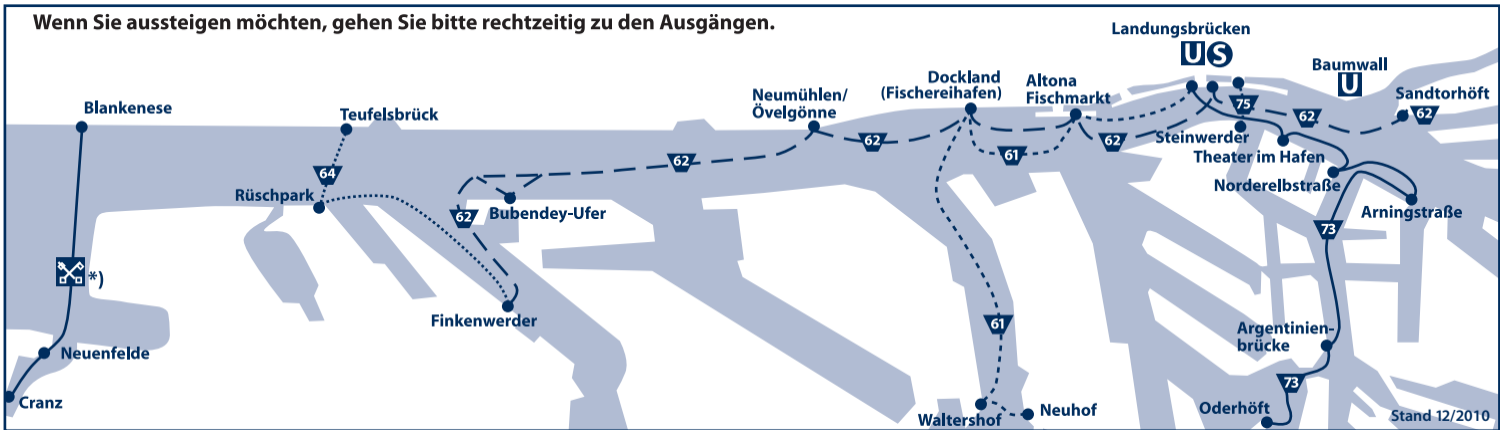 Wenn Sie aussteigen möchten, gehen Sie bitte rechtzeitig zu den Ausgängen.
Landungsbrücken
U S
Baumwall
U
Dockland
(Fischereihafen)
Altona
Fischmarkt
Neumühlen/
Övelgönne
Sandtorhöft
62
Blankenese
Teufelsbrück
75
62
62
62
Steinwerder
61
Theater im Hafen
62
64
Norderelbstraße
Rüschpark
Bubendey-Ufer
62
Arningstraße
73
*)
Finkenwerder
61
Argentinien-
brücke
Neuenfelde
73
Cranz
Waltershof
Neuhof
Oderhöft
Stand 12/2010